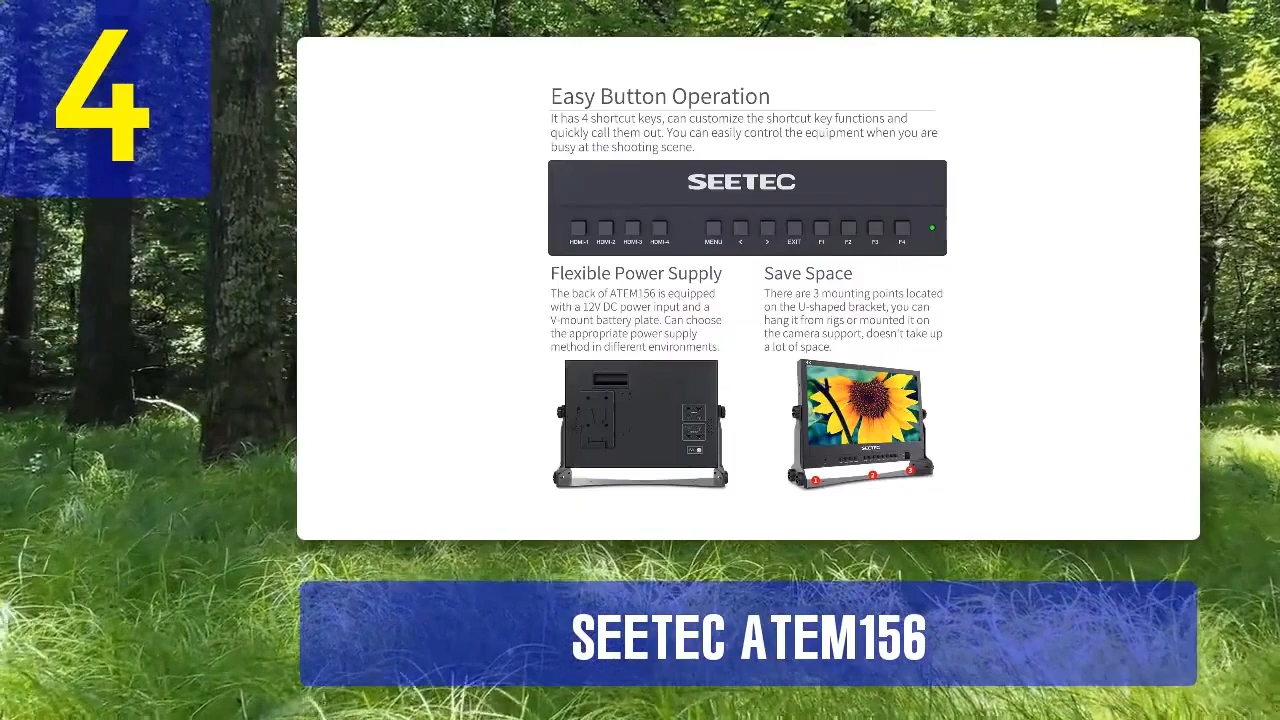 4
Easy Button Operation
It has 4 shortcut keys, can customize the shortcut key functions and
quickly call them out. You can easily control the equipment when you are
busy at the shooting scene.
SEETEC
HDMI-1 HDMI-2 HDMI-3 HDMI-4 MENU < > EXIT F1 F2 F3 F4
Flexible Power Supply
The back of ATEM156 is equipped
with a 12V DC power input and a
V-mount battery plate. Can choose
the appropriate power supply
method in different environments.
Save Space
There are 3 mounting points located
on the U-shaped bracket, you can
hang it from rigs or mounted it on
the camera support, doesn't take up
a lot of space.
SEETEC
1 2 3
SEETEC ATEM156